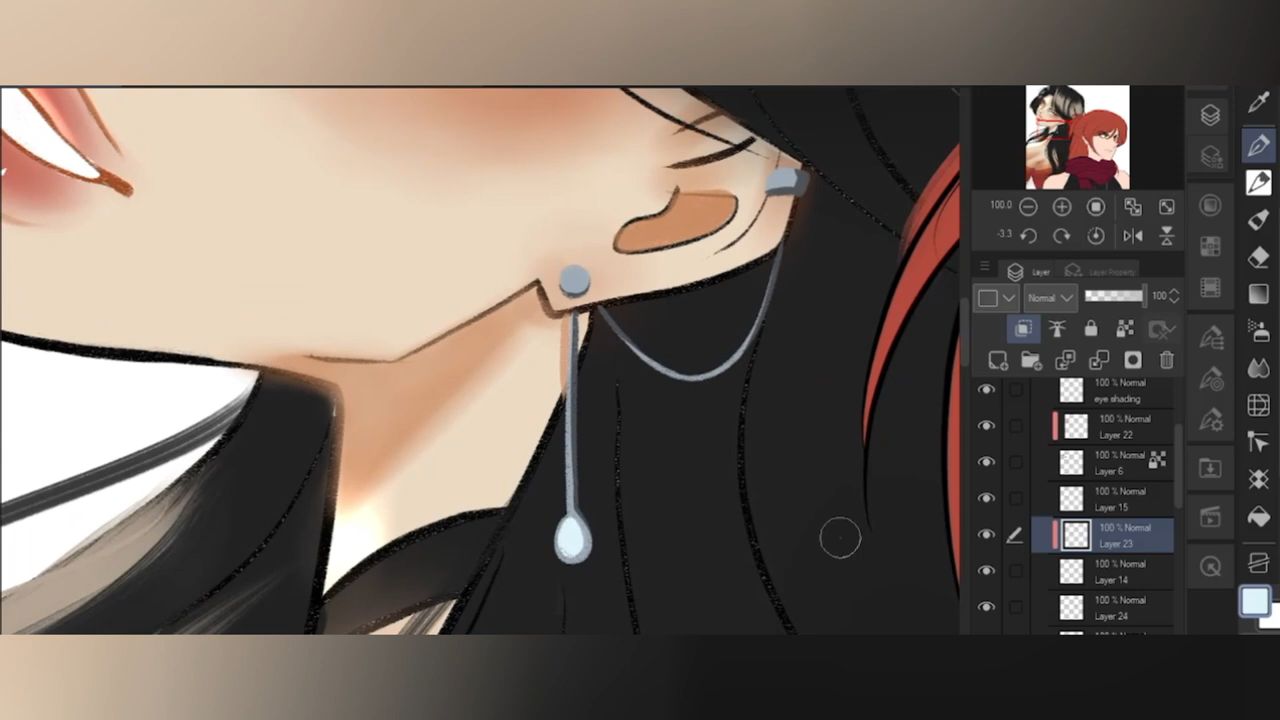 100.0
-3.3
Layer
Layer Property
Normal
100
100 % Normal
eye shading
100 % Normal
Layer 22
100 % Normal
Layer 6
100 % Normal
Layer 15
100 % Normal
Layer 23
100 % Normal
Layer 14
100 % Normal
Layer 24